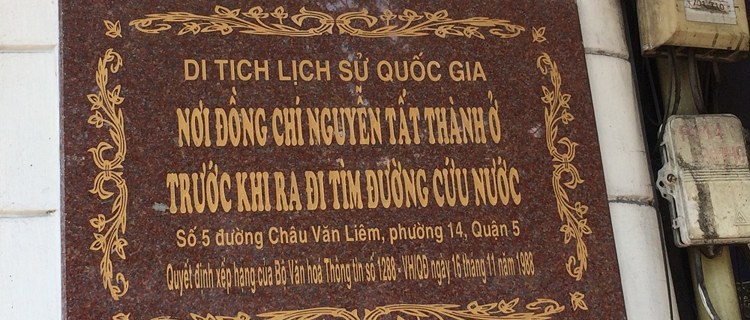 DI TÍCH LỊCH SỬ QUỐC GIA
NƠI ĐỒNG CHÍ NGUYỄN TẤT THÀNH Ở
TRƯỚC KHI RA ĐI TÌM ĐƯỜNG CỨU NƯỚC
Số 5 đường Châu Văn Liêm, phường 14, Quận 5
Quyết định xếp hạng của Bộ Văn hoá Thông tin số 1288 - VH/QĐ ngày 16 tháng 11 năm 1988